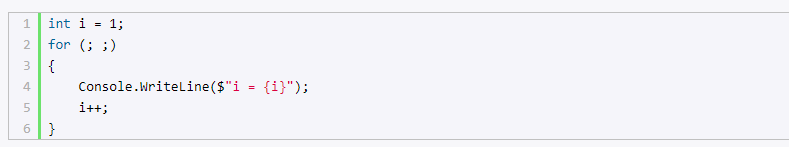 1 int i = 1;
2 for (; ;)
3 {
4     Console.WriteLine($"i = {i}");
5     i++;
6 }